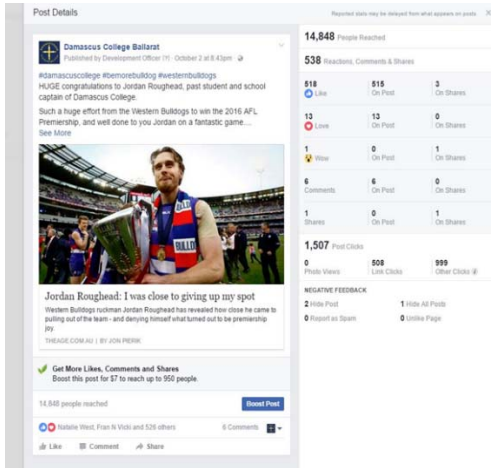 Post Details
Reported stats may be delayed from what appears on posts
Damascus College Ballarat
Published by Development Officer [?] · October 2 at 8:43pm
#damascuscollege #bemorebulldog #westernbulldogs
HUGE congratulations to Jordan Roughead, past student and school
captain of Damascus College.
Such a huge effort from the Western Bulldogs to win the 2016 AFL
Premiership, and well done to you Jordan on a fantastic game....
See More
BULLD
Jordan Roughead: I was close to giving up my spot
Western Bulldogs ruckman Jordan Roughead has revealed how close he came to
pulling out of the team - and denying himself what turned out to be premiership
joy.
THEAGE.COM.AU | BY JON PIERIK
Get More Likes, Comments and Shares
Boost this post for $7 to reach up to 950 people.
14,848 people reached
Boost Post
Natalie West, Fran N Vicki and 526 others
6 Comments
Like Comment Share
14,848 People Reached
538 Reactions, Comments & Shares
518 515 3
Like On Post On Shares
13 13 0
Love On Post On Shares
1 0 1
Wow On Post On Shares
6 6 0
Comments On Post On Shares
1 0 1
Shares On Post On Shares
1,507 Post Clicks
0 508 999
Photo Views Link Clicks Other Clicks
NEGATIVE FEEDBACK
2 Hide Post 1 Hide All Posts
0 Report as Spam 0 Unlike Page